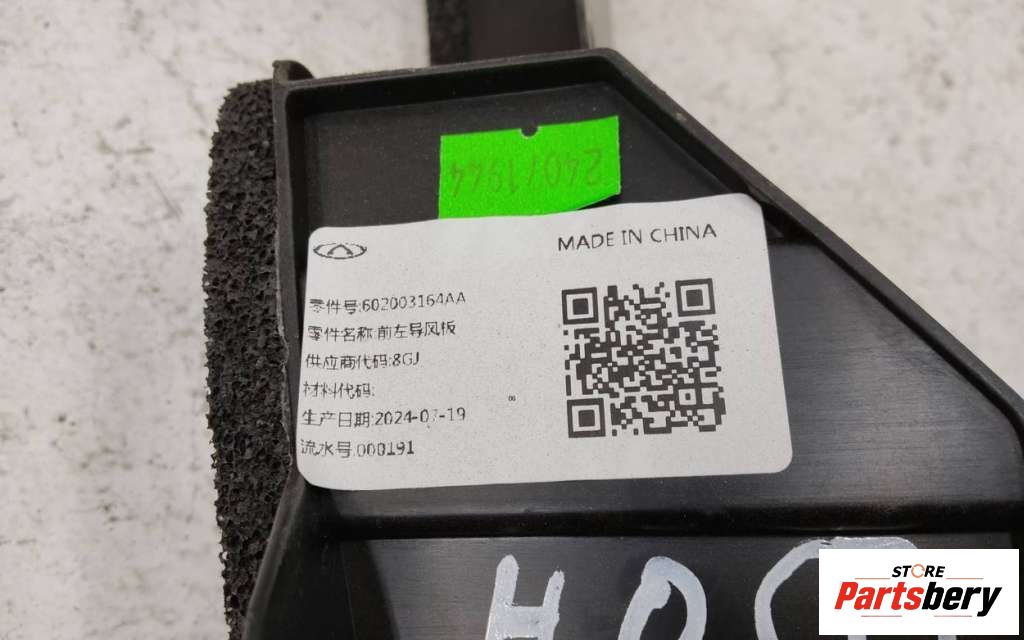 24071944
MADE IN CHINA
零件号:602003164AA
零件名称:前左导风板
供应商代码:8GJ
材料代码:
生产日期:2024-07-19
流水号:000191
STORE
Partsbery